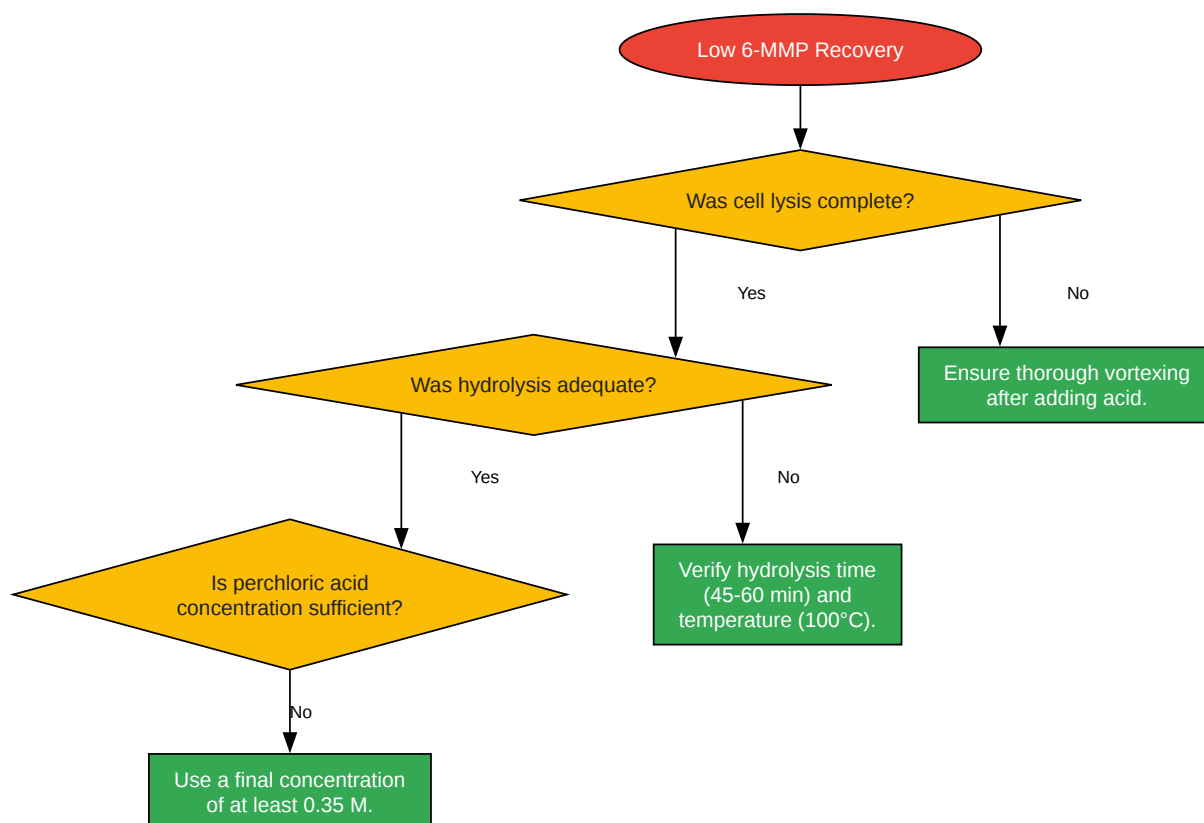 Low 6-MMP Recovery
Was cell lysis complete?
Yes
No
Was hydrolysis adequate?
Ensure thorough vortexing
after adding acid.
Yes
No
Is perchloric acid
concentration sufficient?
Verify hydrolysis time
(45-60 min) and
temperature (100°C).
No
Use a final concentration
of at least 0.35 M.